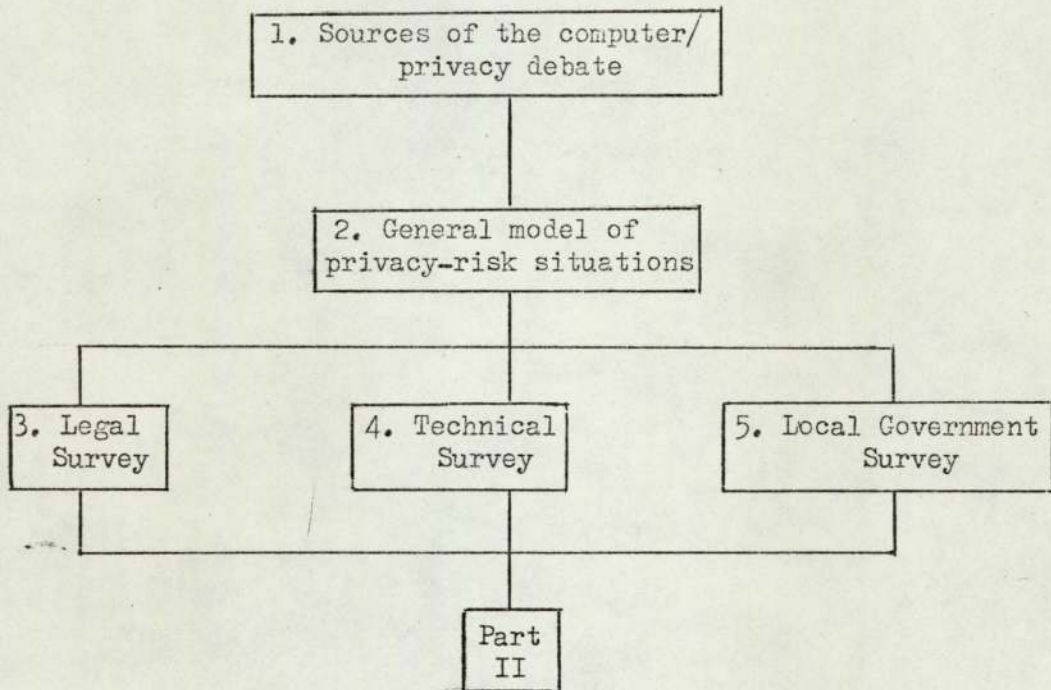 1. Sources of the computer/
privacy debate
2. General model of
privacy-risk situations
3. Legal
Survey
4. Technical
Survey
5. Local Government
Survey
Part
II